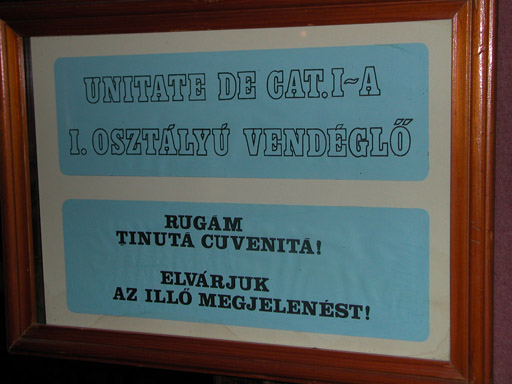 UNITATE DE CAT. I-A
I. OSZTÁLYÚ VENDÉGLŐ
RUGAM
ȚINUTĂ CUVENITĂ!
ELVÁRJUK
AZ ILLŐ MEGJELENÉST!